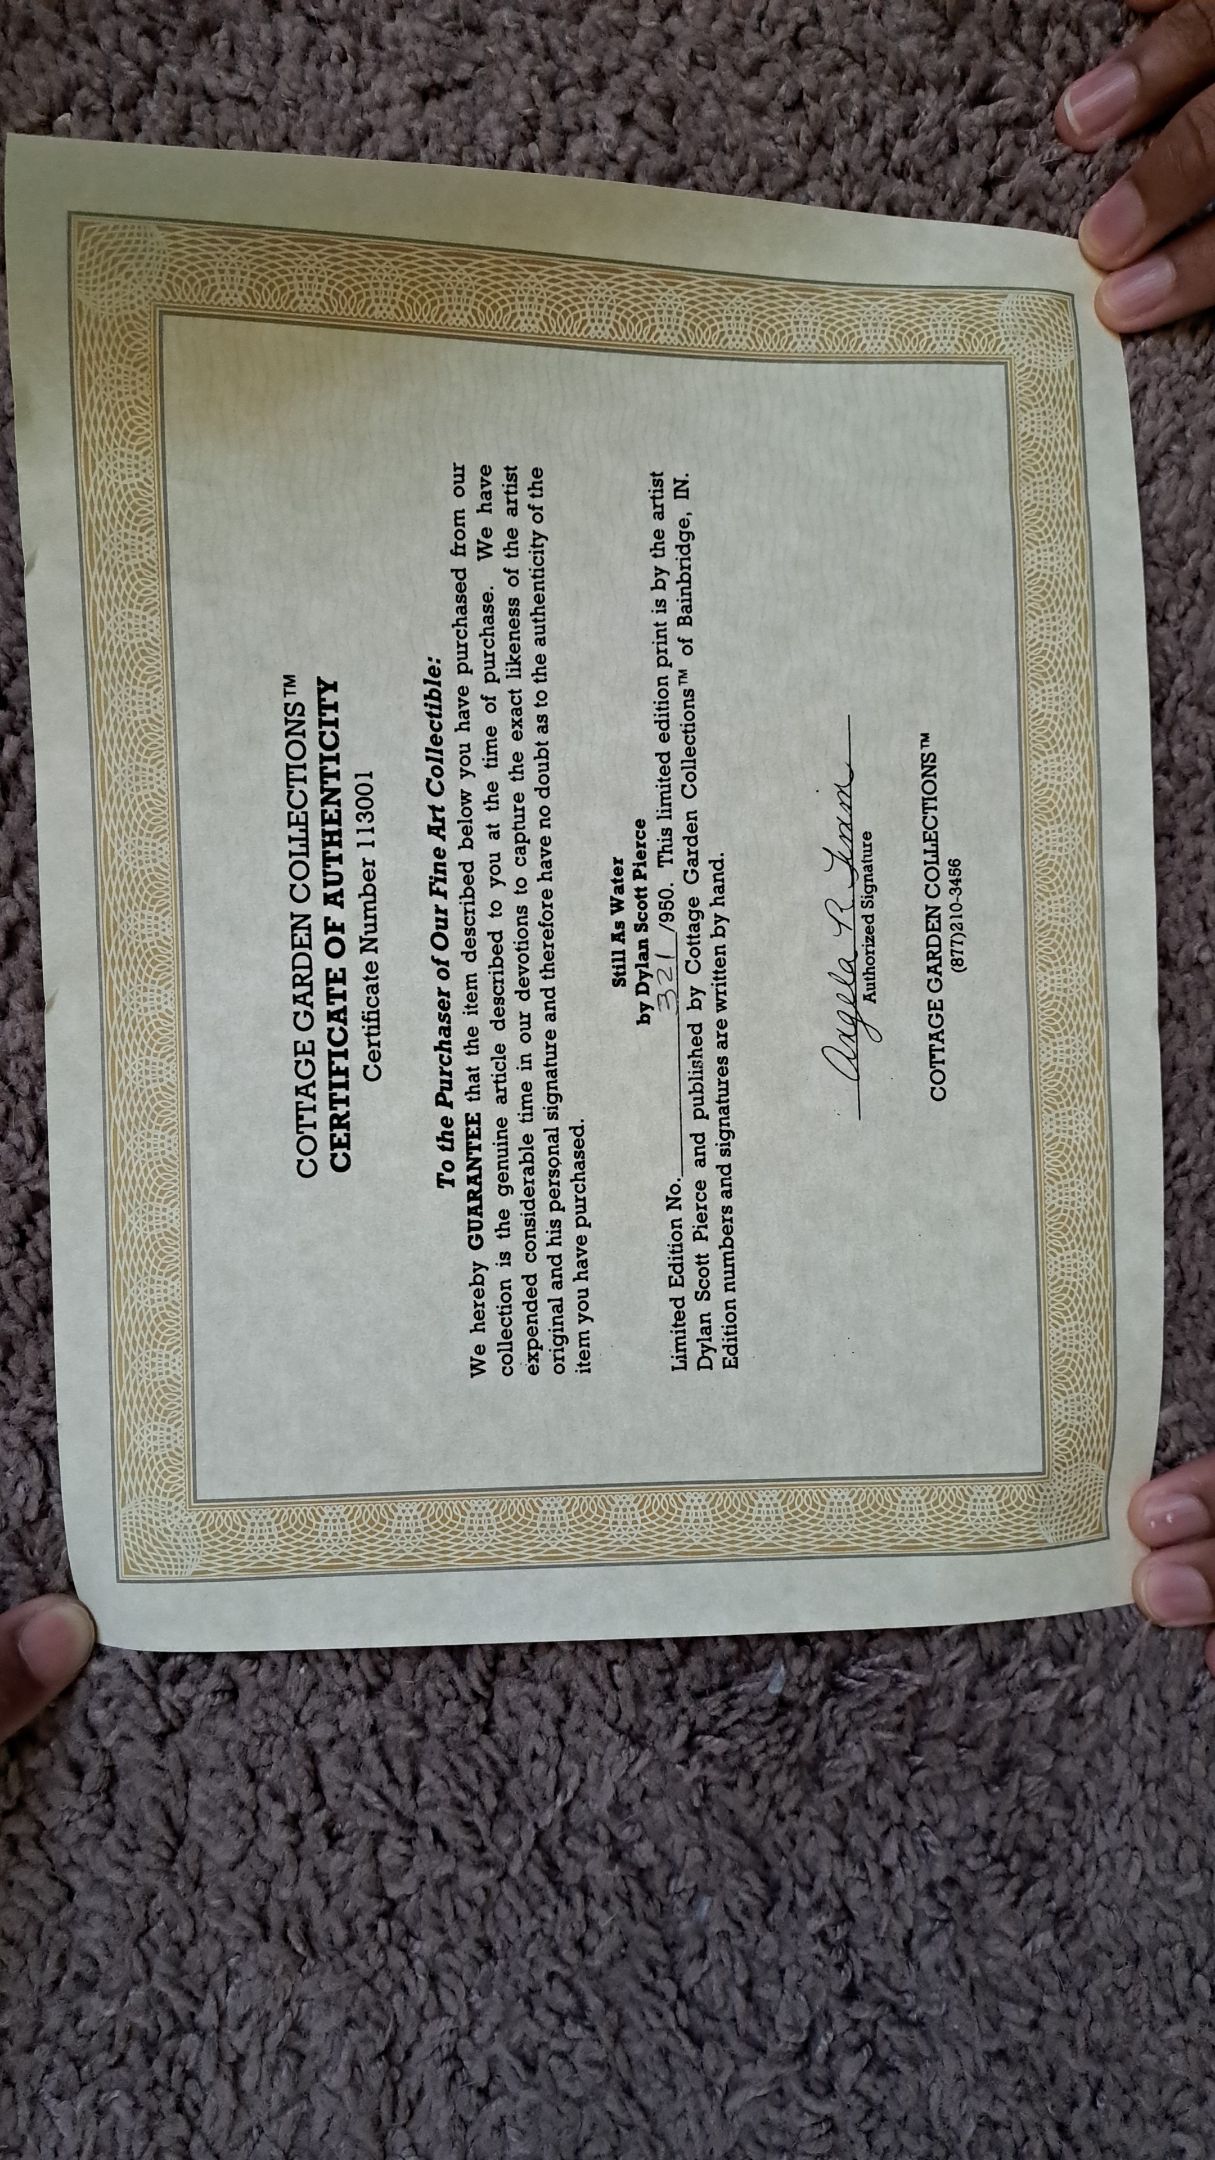 COTTAGE GARDEN COLLECTIONS™
CERTIFICATE OF AUTHENTICITY
Certificate Number 113001
To the Purchaser of Our Fine Art Collectible:
We hereby GUARANTEE that the item described below you have purchased from our
collection is the genuine article described to you at the time of purchase. We have
expended considerable time in our devotions to capture the exact likeness of the artist
original and his personal signature and therefore have no doubt as to the authenticity of the
item you have purchased.
Still As Water
by Dylan Scott Pierce
Limited Edition No. 321 /950. This limited edition print is by the artist
Dylan Scott Pierce and published by Cottage Garden Collections™ of Bainbridge, IN.
Edition numbers and signatures are written by hand.
Angela R
Authorized Signature
COTTAGE GARDEN COLLECTIONS™
(877)210-3456